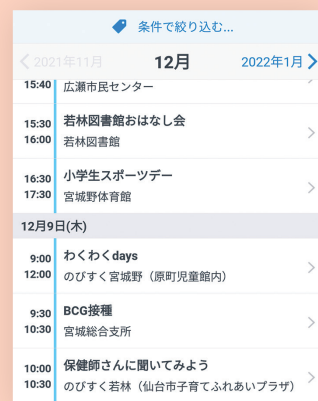 条件で絞り込む...
2021年11月
12月
2022年1月
15:40
広瀬市民センター
15:30
若林図書館おはなし会
16:00
若林図書館
16:30
小学生スポーツデー
17:30
宮城野体育館
12月9日(木)
9:00
わくわくdays
12:00
のびすく宮城野（原町児童館内）
9:30
BCG接種
10:30
宮城総合支所
10:00
保健師さんに聞いてみよう
10:30
のびすく若林（仙台市子育てふれあいプラザ）